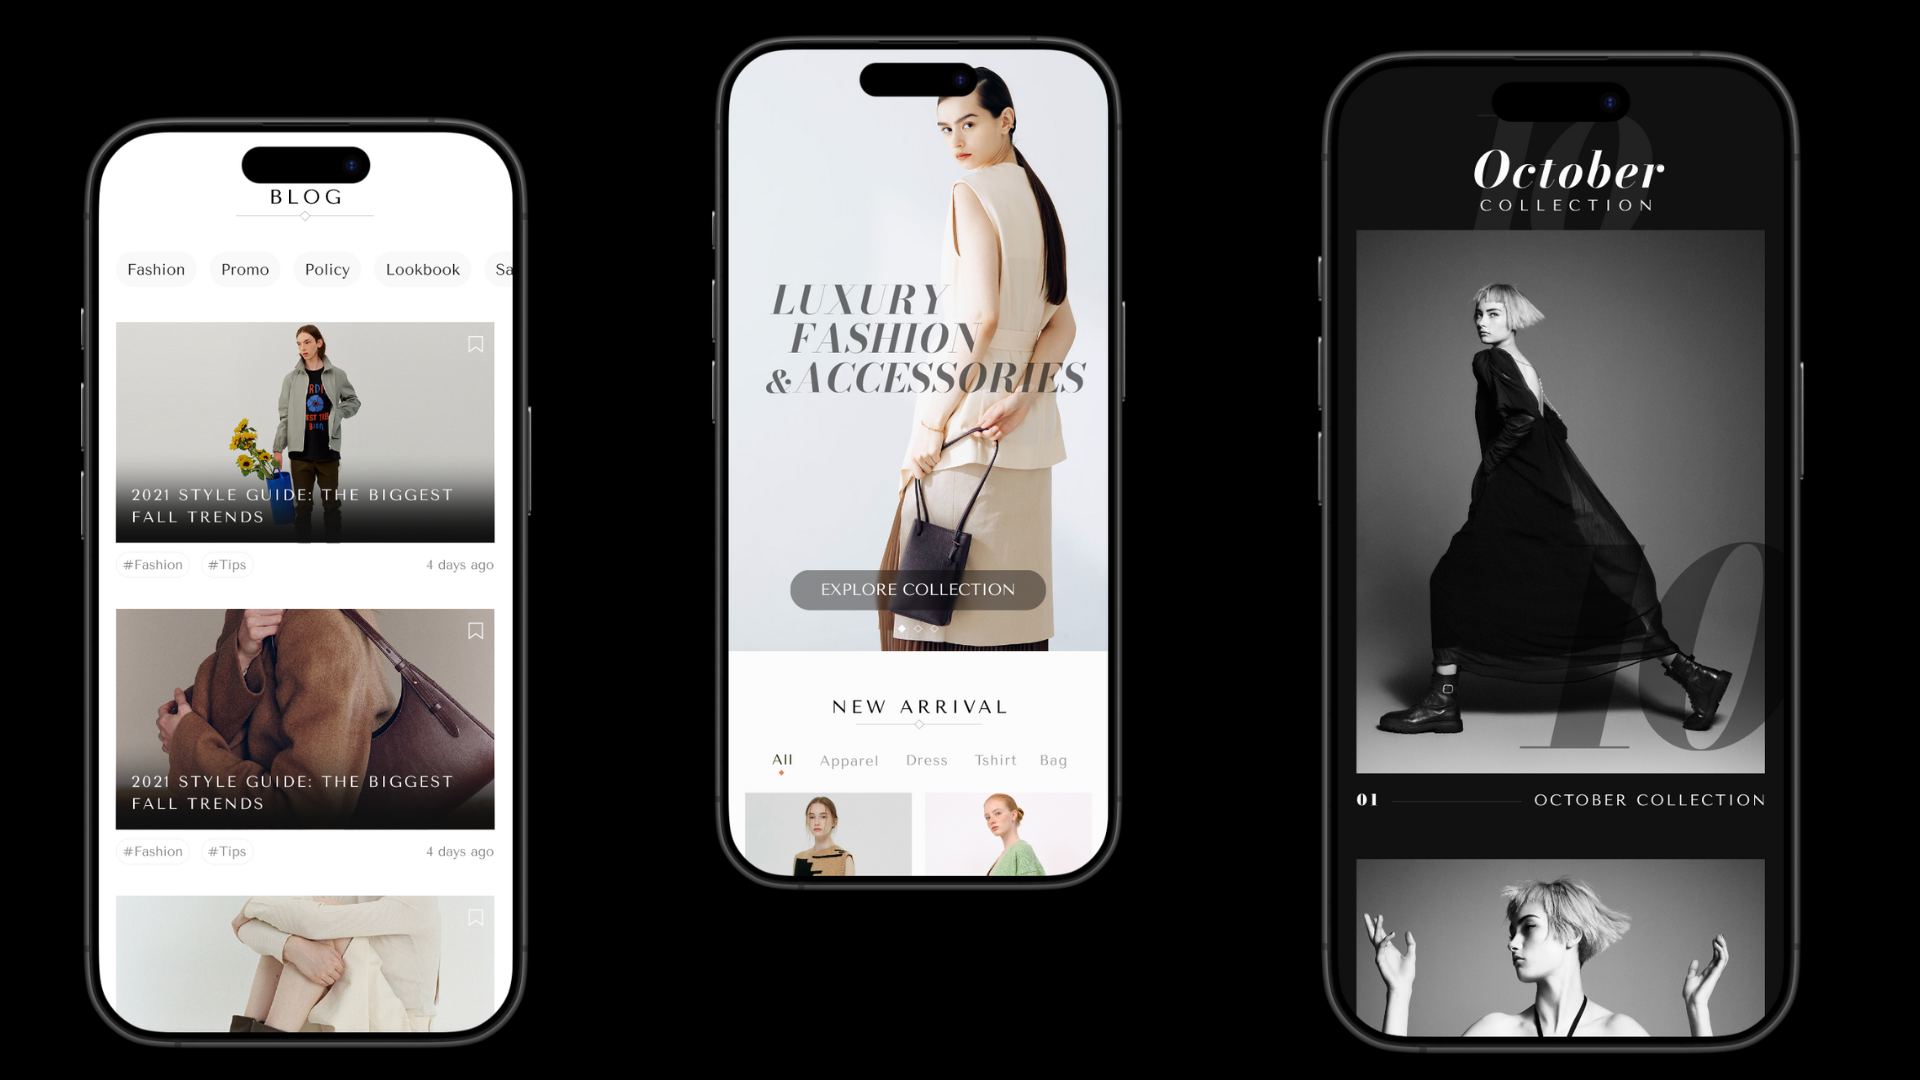 BLOG
Fashion
Promo
Policy
Lookbook
Sa
2021 STYLE GUIDE: THE BIGGEST
FALL TRENDS
#Fashion
#Tips
4 days ago
2021 STYLE GUIDE: THE BIGGEST
FALL TRENDS
#Fashion
#Tips
4 days ago
LUXURY
FASHION
&ACCESSORIES
EXPLORE COLLECTION
NEW ARRIVAL
All
Apparel
Dress
Tshirt
Bag
10
October
COLLECTION
10
01
OCTOBER COLLECTION